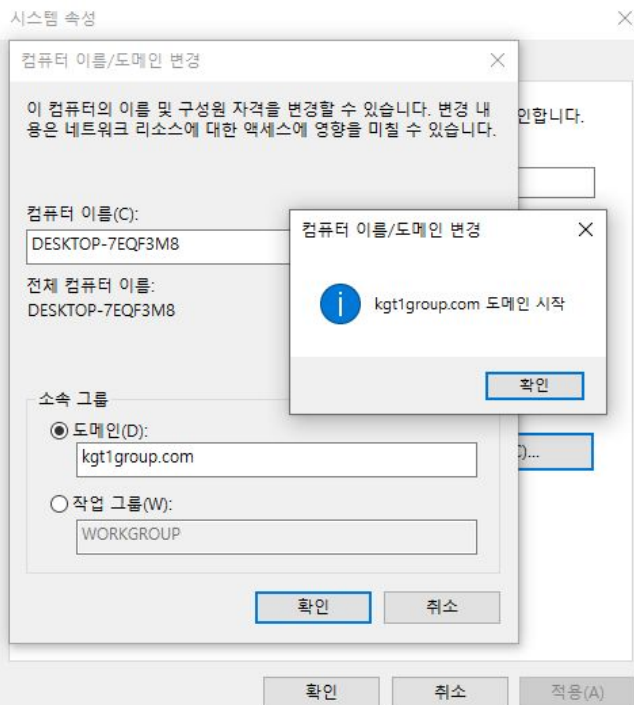 시스템 속성
컴퓨터 이름/도메인 변경
이 컴퓨터의 이름 및 구성원 자격을 변경할 수 있습니다. 변경 내
용은 네트워크 리소스에 대한 액세스에 영향을 미칠 수 있습니다.
인합니다.
컴퓨터 이름(C):
DESKTOP-7EQF3M8
전체 컴퓨터 이름:
DESKTOP-7EQF3M8
컴퓨터 이름/도메인 변경
kgt1group.com 도메인 시작
확인
소속 그룹
도메인(D):
kgt1group.com
)...
작업 그룹(W):
WORKGROUP
확인 취소
확인 취소 적용(A)